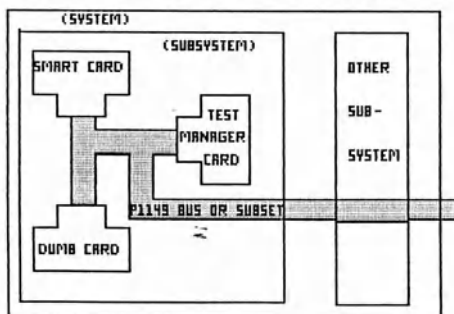 (SYSTEM)
(SUBSYSTEM)
SMART CARD
TEST
MANAGER
CARD
OTHER
SUB-
SYSTEM
P1149 BUS OR SUBSET
DUMB CARD